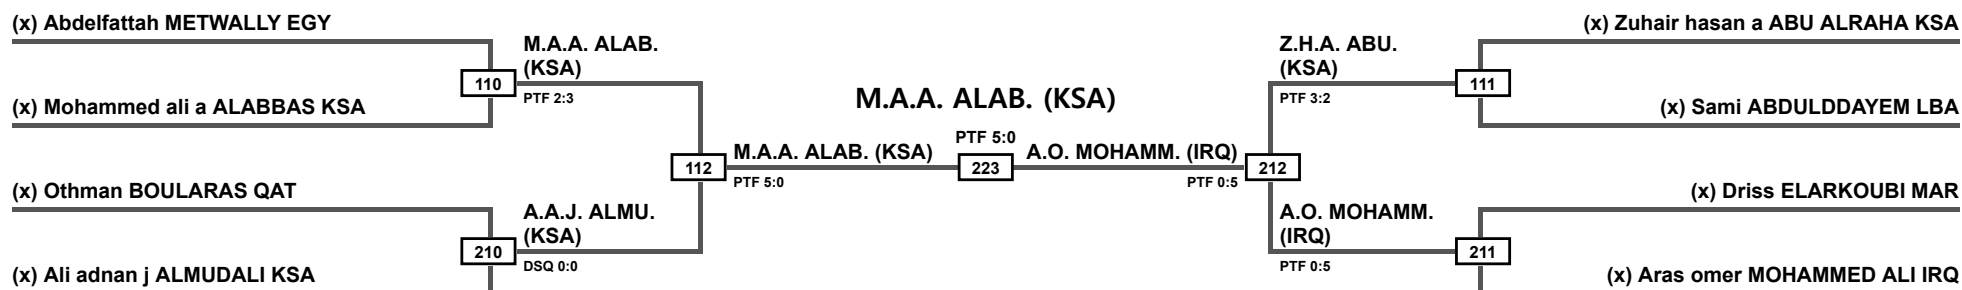 (x) Abdelfattah METWALLY EGY
(x) Mohammed ali a ALABBAS KSA
(x) Othman BOULARAS QAT
(x) Ali adnan j ALMUDALI KSA
110
M.A.A. ALAB.
(KSA)
PTF 2:3
210
A.A.J. ALMU.
(KSA)
DSQ 0:0
112
M.A.A. ALAB. (KSA)
PTF 5:0
M.A.A. ALAB. (KSA)
PTF 5:0
223
A.O. MOHAMM. (IRQ)
PTF 0:5
212
Z.H.A. ABU.
(KSA)
PTF 3:2
111
A.O. MOHAMM.
(IRQ)
PTF 0:5
211
(x) Zuhair hasan a ABU ALRAHA KSA
(x) Sami ABDULDDAYEM LBA
(x) Driss ELARKOUBI MAR
(x) Aras omer MOHAMMED ALI IRQ